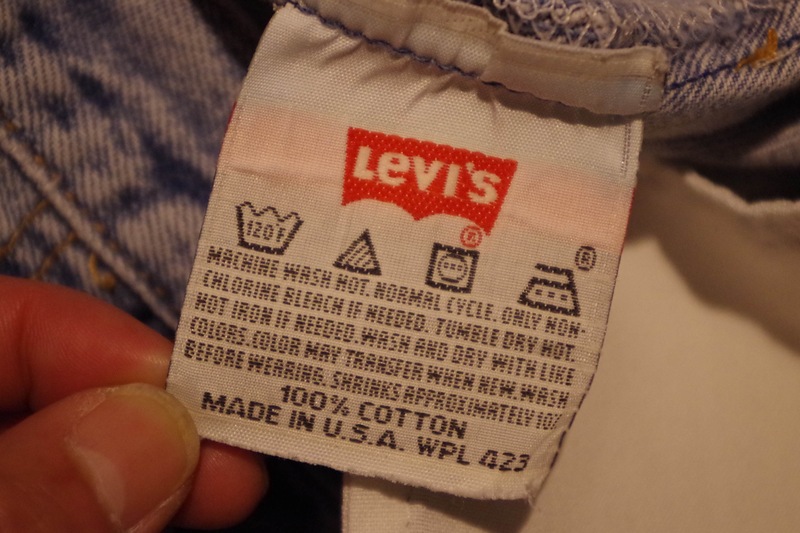 LEVI'S
®
120F
®
MACHINE WASH HOT. NORMAL CYCLE. ONLY NON-
CHLORINE BLEACH IF NEEDED. TUMBLE DRY HOT.
HOT IRON IF NEEDED. WASH AND DRY WITH LIKE
COLORS. COLOR MAY TRANSFER WHEN NEW. WASH
BEFORE WEARING. SHRINKS APPROXIMATELY
100% COTTON
MADE IN U.S.A. WPL 423